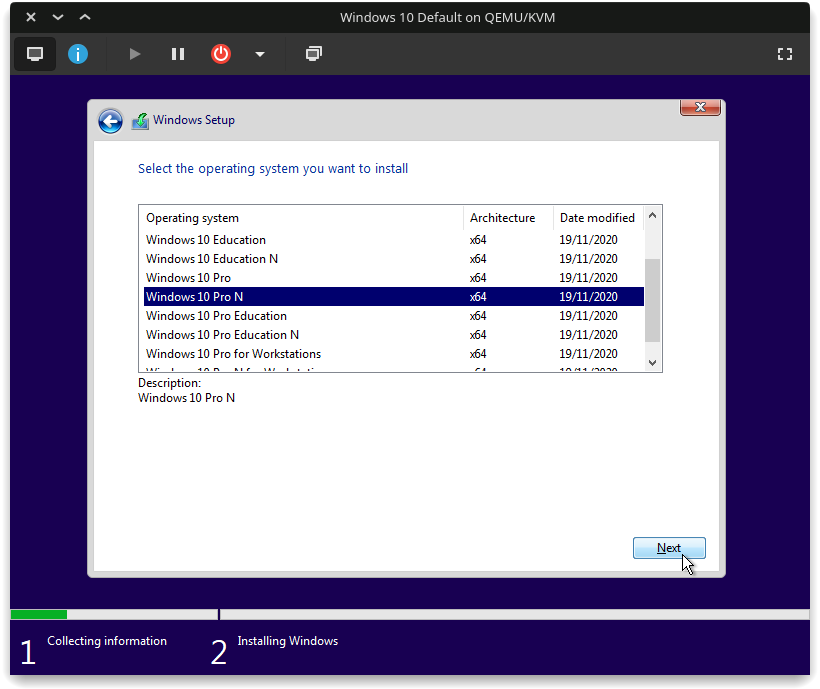 Windows 10 Default on QEMU/KVM
Windows Setup
Select the operating system you want to install
Operating system Architecture Date modified
Windows 10 Education x64 19/11/2020
Windows 10 Education N x64 19/11/2020
Windows 10 Pro x64 19/11/2020
Windows 10 Pro N x64 19/11/2020
Windows 10 Pro Education x64 19/11/2020
Windows 10 Pro Education N x64 19/11/2020
Windows 10 Pro for Workstations x64 19/11/2020
Description:
Windows 10 Pro N
Next
1 Collecting information 2 Installing Windows